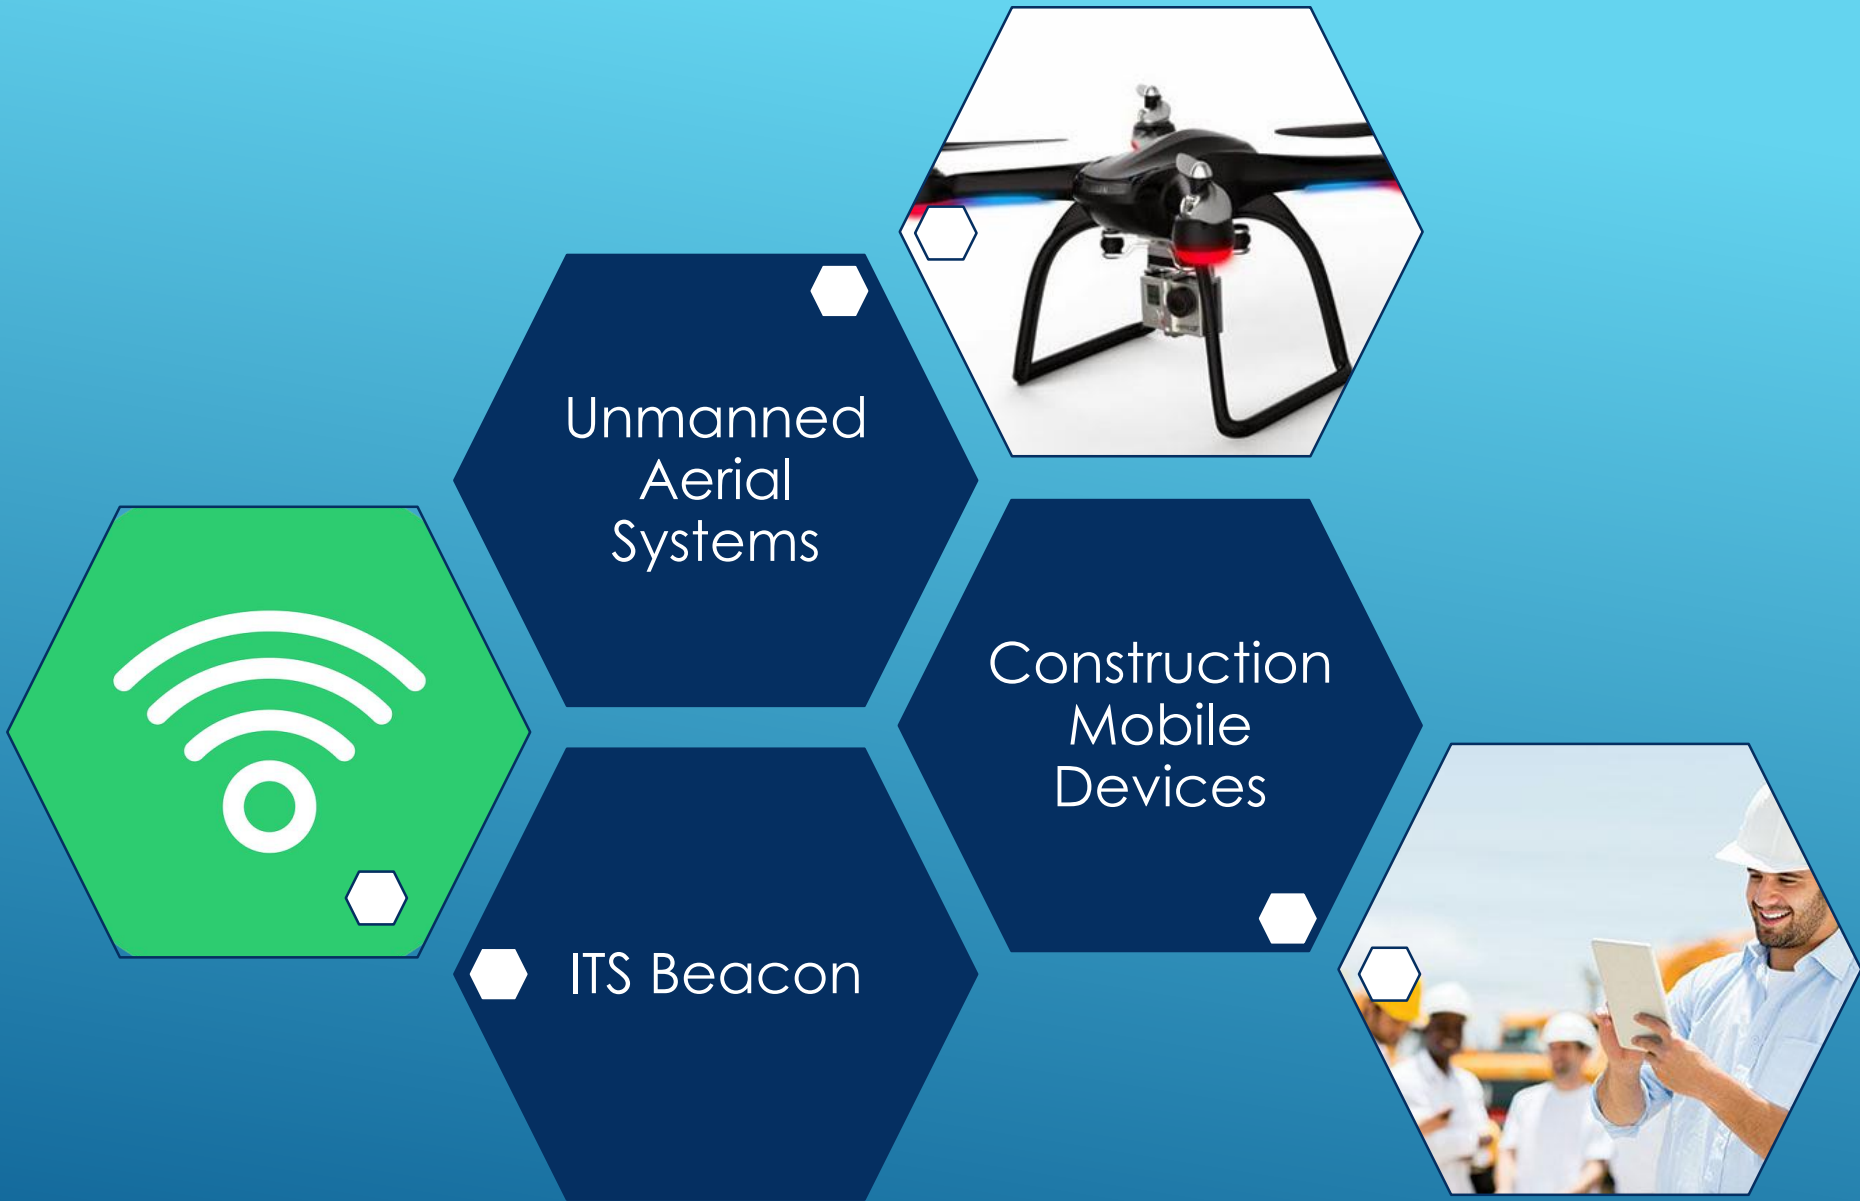 Unmanned
Aerial
Systems
Construction
Mobile
Devices
ITS Beacon